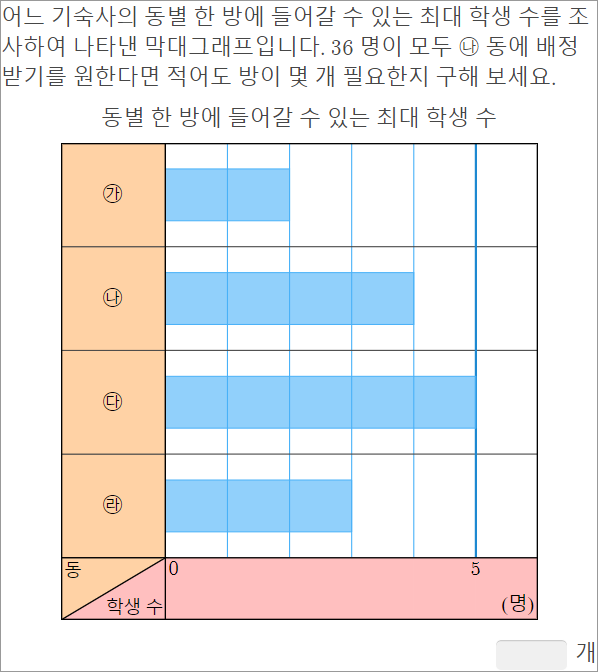 어느 기숙사의 동별 한 방에 들어갈 수 있는 최대 학생 수를 조
사하여 나타낸 막대그래프입니다. 36 명이 모두 ㉯ 동에 배정
받기를 원한다면 적어도 방이 몇 개 필요한지 구해 보세요.
동별 한 방에 들어갈 수 있는 최대 학생 수
㉮
㉯
㉰
㉱
동 0 5
학생 수 (명)
개